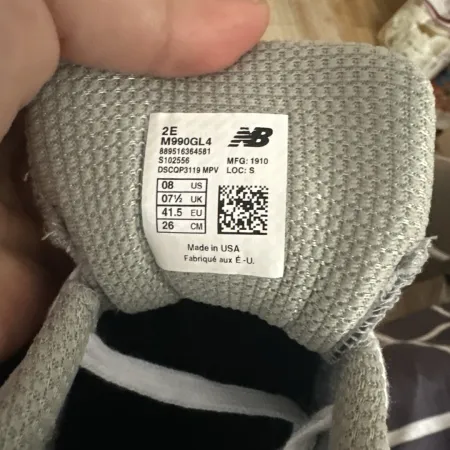 2E
M990GL4
889516364581
S102556
DSCQP3119 MPV
NB
MFG: 1910
LOC: S
08 US
07½ UK
41.5 EU
26 CM
Made in USA
Fabriqué aux É.-U.